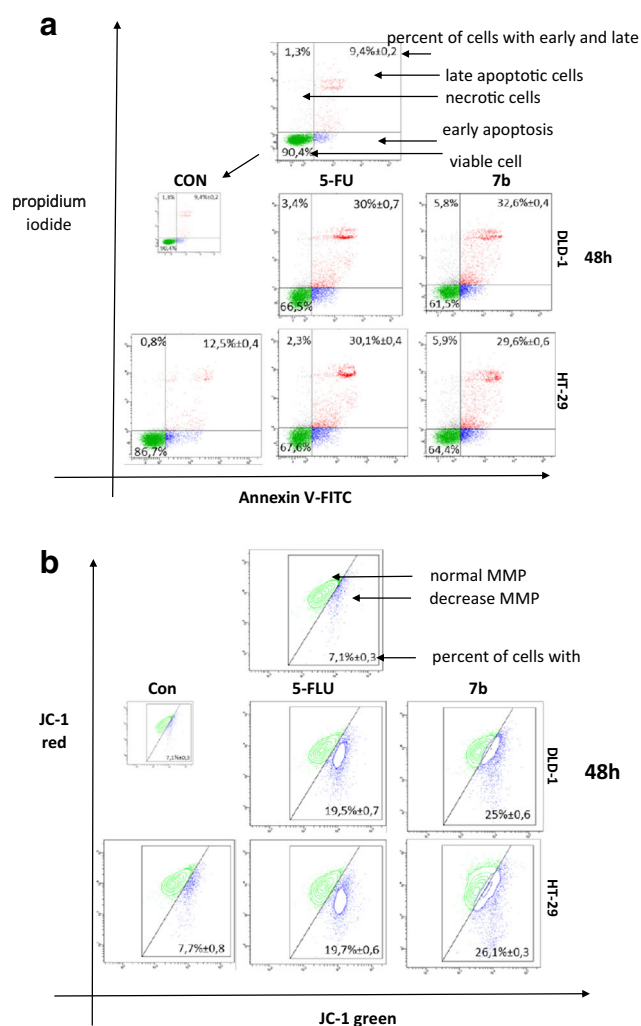 a
percent of cells with early and late
1,3%
9,4%±0,2
late apoptotic cells
necrotic cells
early apoptosis
90,4%
viable cell
CON
5-FU
7b
propidium
iodide
1,3%
9,4%±0,2
90,4%
3,4%
30%±0,7
66,5%
5,8%
32,6%±0,4
61,5%
DLD-1
48h
0,8%
12,5%±0,4
86,7%
2,3%
30,1%±0,4
67,6%
5,9%
29,6%±0,6
64,4%
HT-29
Annexin V-FITC
b
normal MMP
decrease MMP
7,1%±0,3
percent of cells with
Con
5-FLU
7b
JC-1
red
7,1%±0,3
19,5%±0,7
25%±0,6
DLD-1
48h
7,7%±0,8
19,7%±0,6
26,1%±0,3
HT-29
JC-1 green